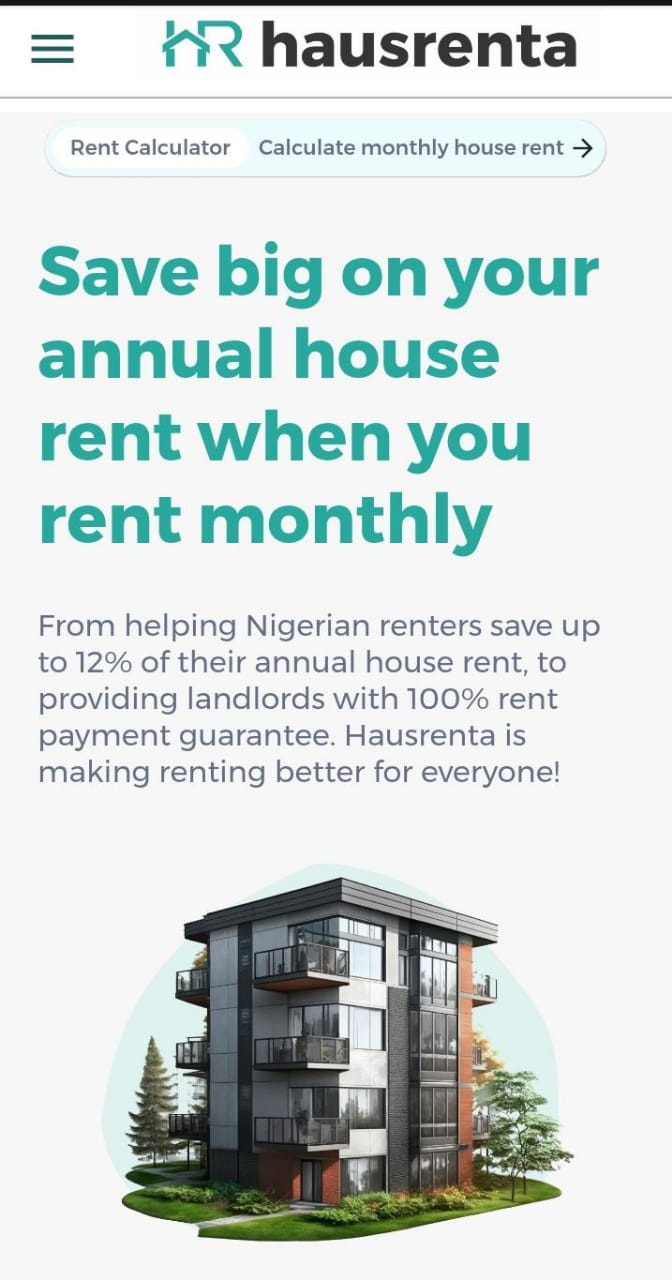 HR hausrenta
Rent Calculator Calculate monthly house rent →
Save big on your
annual house
rent when you
rent monthly
From helping Nigerian renters save up
to 12% of their annual house rent, to
providing landlords with 100% rent
payment guarantee. Hausrenta is
making renting better for everyone!